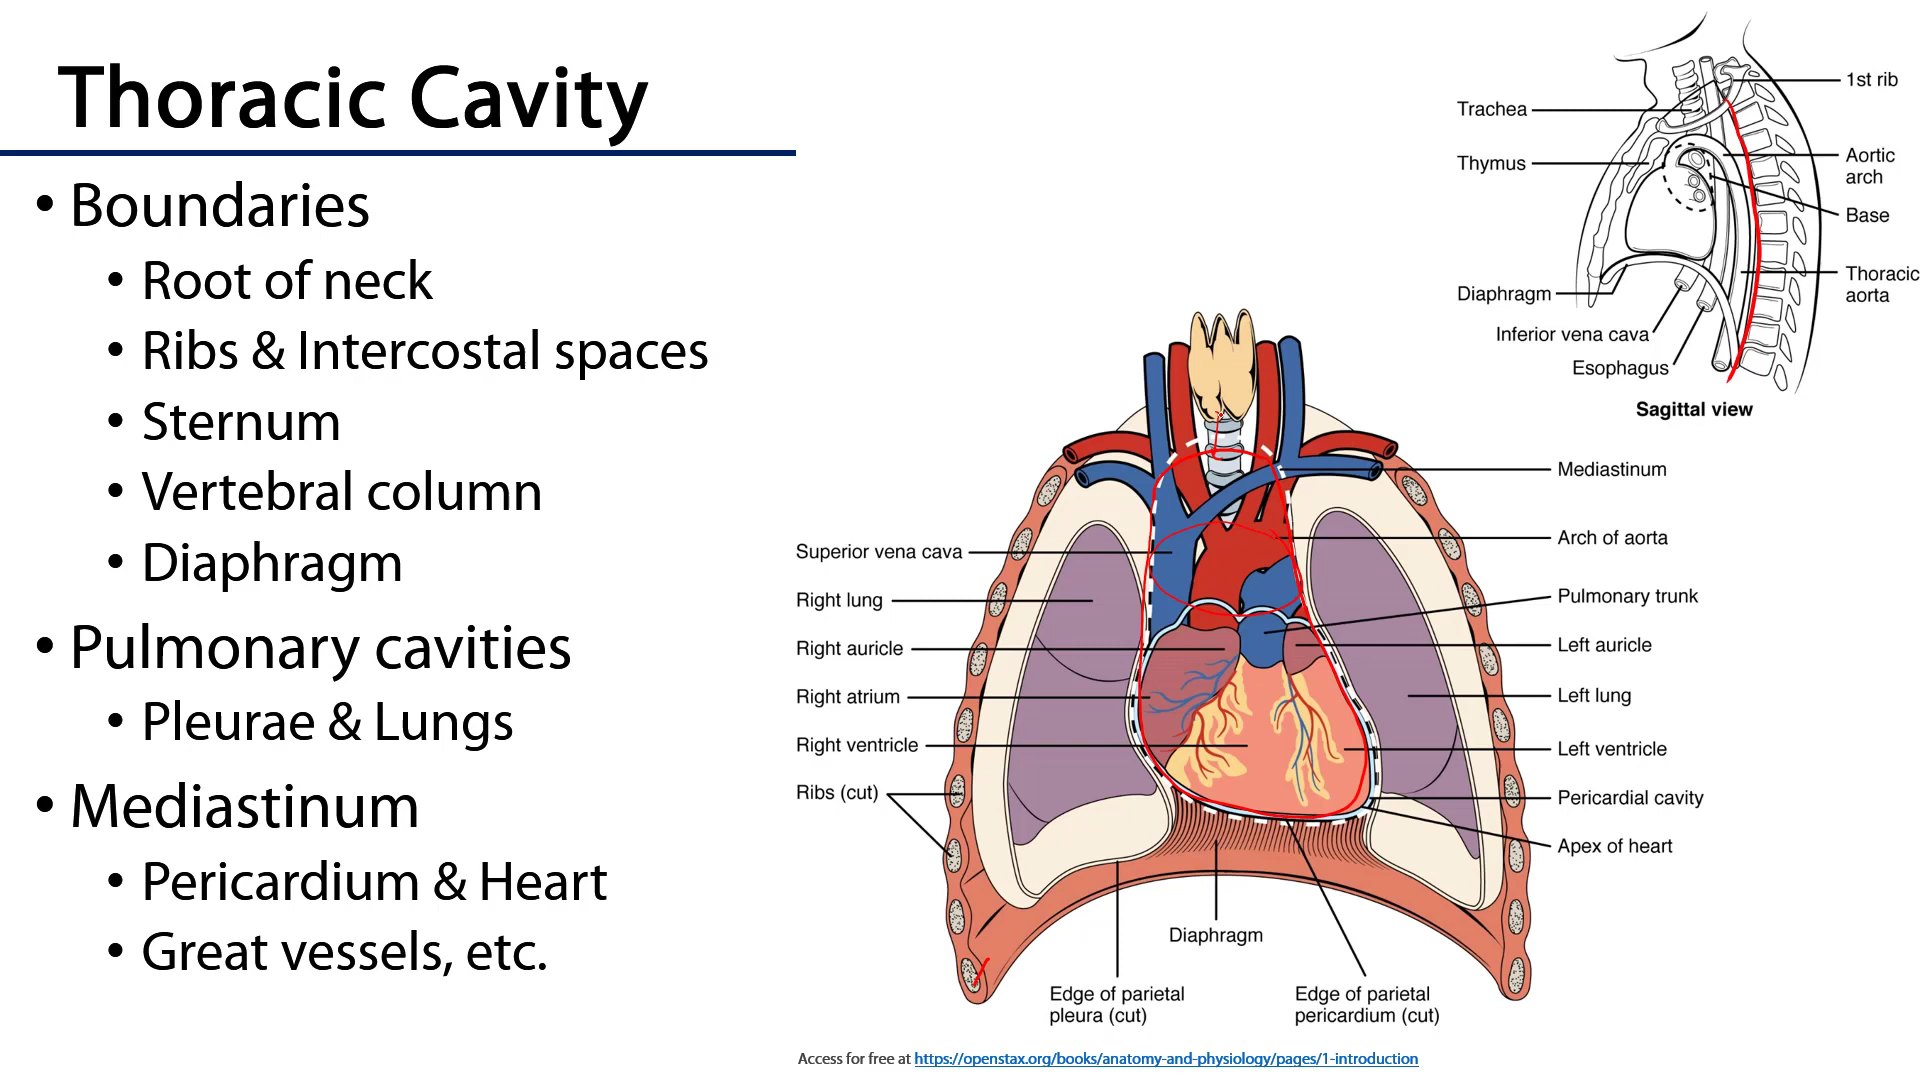 Thoracic Cavity
• Boundaries
• Root of neck
• Ribs & Intercostal spaces
• Sternum
• Vertebral column
• Diaphragm
• Pulmonary cavities
• Pleurae & Lungs
• Mediastinum
• Pericardium & Heart
• Great vessels, etc.
Trachea
Thymus
Diaphragm
Inferior vena cava
Esophagus
1st rib
Aortic
arch
Base
Thoracic
aorta
Sagittal view
Superior vena cava
Right lung
Right auricle
Right atrium
Right ventricle
Ribs (cut)
Mediastinum
Arch of aorta
Pulmonary trunk
Left auricle
Left lung
Left ventricle
Pericardial cavity
Apex of heart
Diaphragm
Edge of parietal
pleura (cut)
Edge of parietal
pericardium (cut)
Access for free at https://openstax.org/books/anatomy-and-physiology/pages/1-introduction